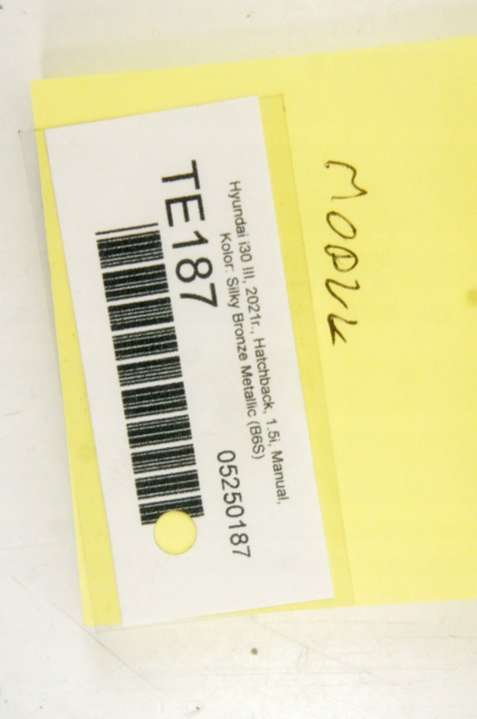 MODUŁ
Hyundai i30 III, 2021r., Hatchback, 1.5i, Manual,
Kolor: Silky Bronze Metallic (B6S)
TE187
05250187